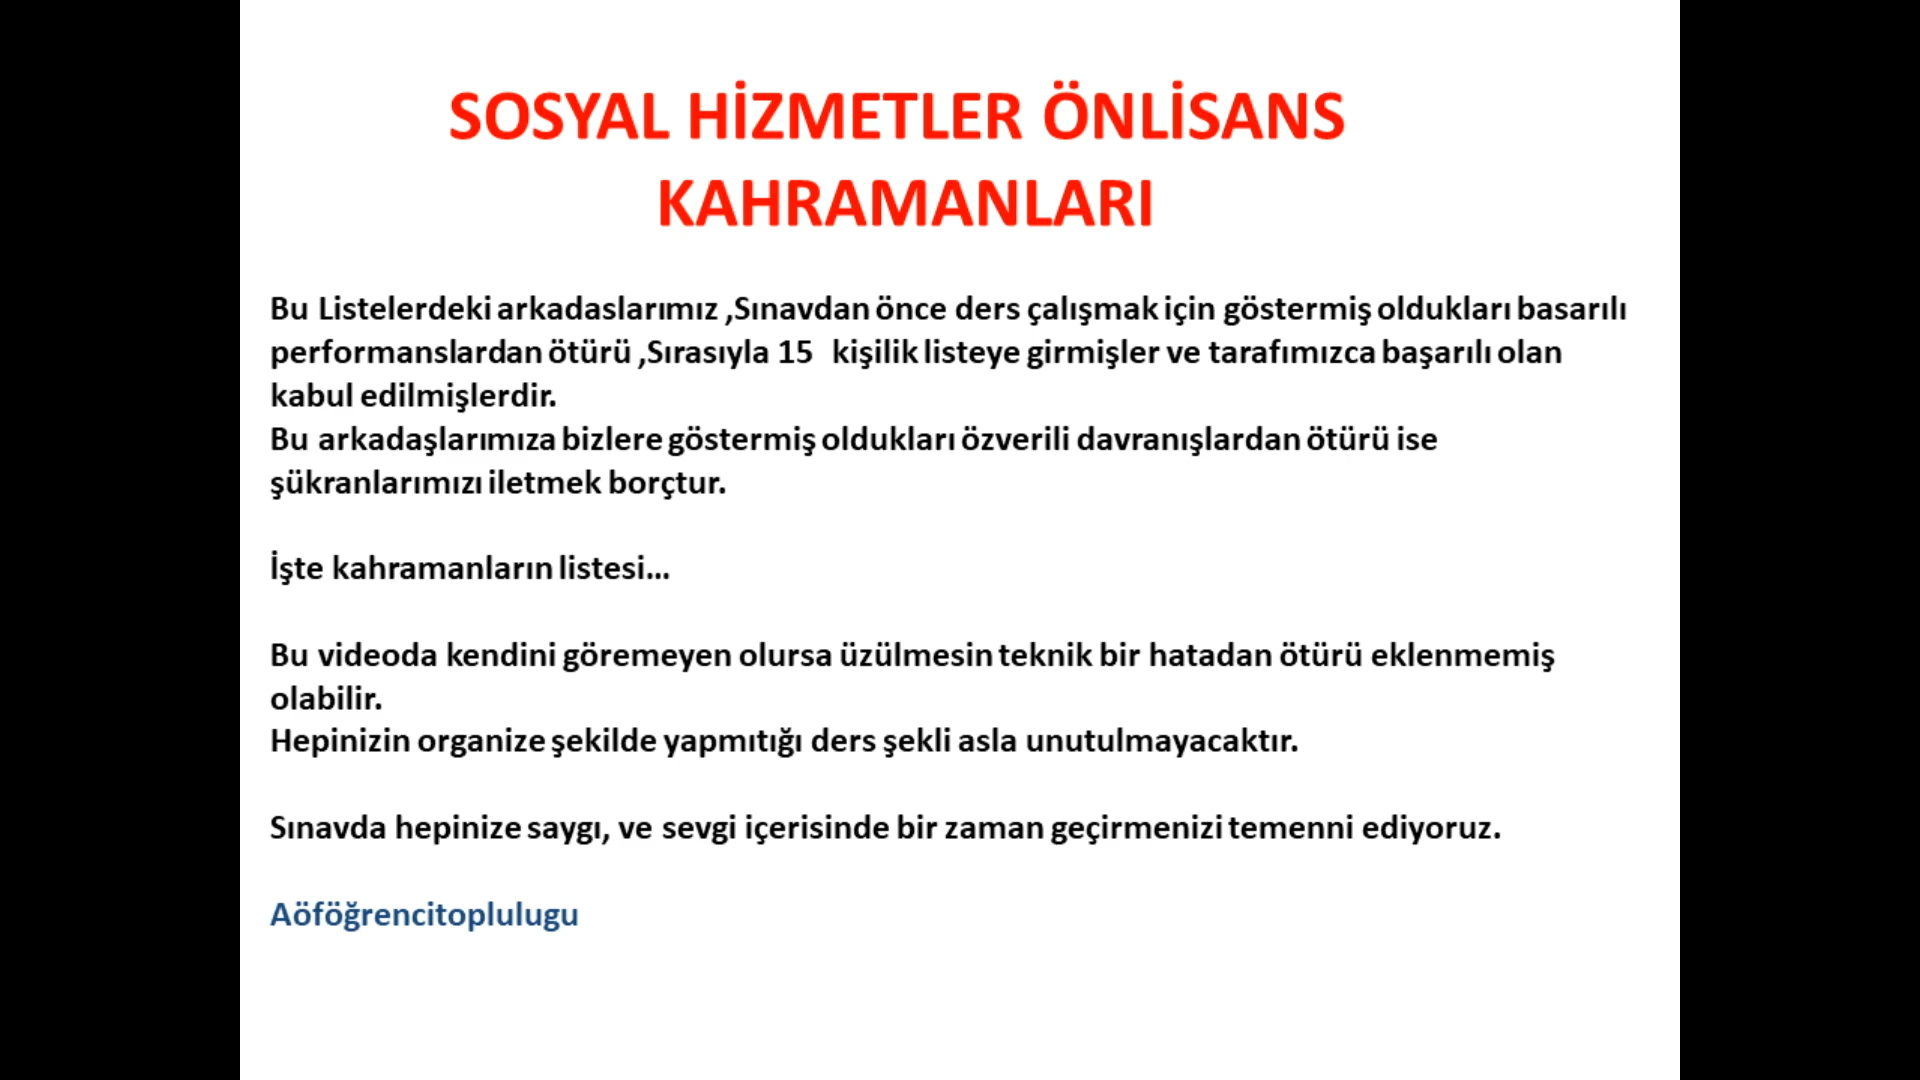 SOSYAL HİZMETLER ÖNLİSANS
KAHRAMANLARI
Bu Listelerdeki arkadaslarımız ,Sınavdan önce ders çalışmak için göstermiş oldukları basarılı
performanslardan ötürü ,Sırasıyla 15 kişilik listeye girmişler ve tarafımızca başarılı olan
kabul edilmişlerdir.
Bu arkadaşlarımıza bizlere göstermiş oldukları özverili davranışlardan ötürü ise
şükranlarımızı iletmek borçtur.
İşte kahramanların listesi...
Bu videoda kendini göremeyen olursa üzülmesin teknik bir hatadan ötürü eklenmemiş
olabilir.
Hepinizin organize şekilde yapmıtığı ders şekli asla unutulmayacaktır.
Sınavda hepinize saygı, ve sevgi içerisinde bir zaman geçirmenizi temenni ediyoruz.
Aöföğrencitoplulugu